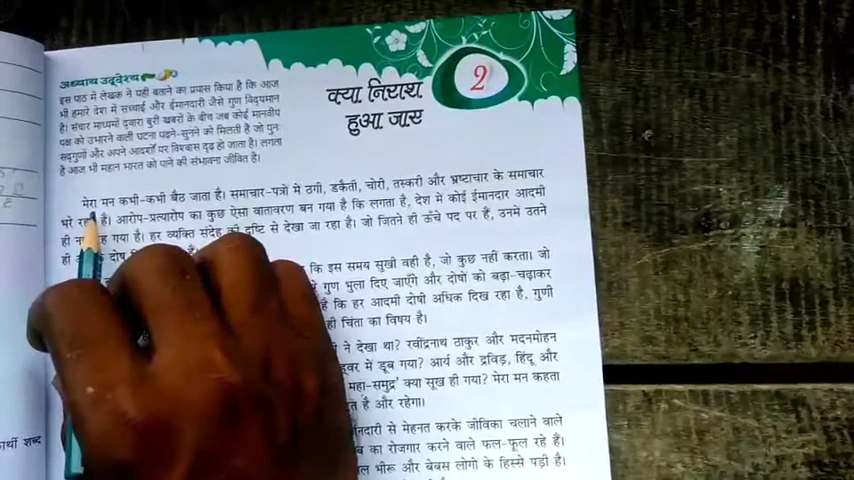 अध्याय उद्देश्य
इस पाठ में लेखक ने यही बताने का प्रयास किया है कि आज
भी हमारे देश में सच्चाई और ईमानदारी जैसे गुण विद्यमान
हैं। संचार माध्यमों द्वारा बुरी खबरों के बीच जब कोई मानवीय
पक्ष को उभारने वाली घटना पढ़ने-सुनने को मिलती है जो पुनः
सद्गुणों और अपने आदर्शों पर विश्वास दृढ़ हो जाता है। लगता
है आज भी महान भारत को पाने की संभावना जीवित है।
2
क्या निराश
हुआ जाए
मेरा मन कभी-कभी बैठ जाता है। समाचार-पत्रों में ठगी, डकैती, चोरी, तस्करी और भ्रष्टाचार के समाचार
भरे रहते हैं। आरोप-प्रत्यारोप का कुछ ऐसा वातावरण बन गया है कि लगता है, देश में कोई ईमानदार आदमी
ही गया है। हर व्यक्ति संदेह की दृष्टि से देखा जा रहा है। जो जितने ही ऊँचे पद पर हैं, उनमें उतने
ही दोष
कि इस समय सुखी वही है, जो कुछ नहीं करता। जो
में गुण भुला दिए जाएँगे और दोषों को बढ़ा-चढ़ाकर
है कि हर आदमी दोषी अधिक दिख रहा है, गुणी
ही चिंता का विषय है।
ने देखा था? रवींद्रनाथ ठाकुर और मदनमोहन
में डूब गया? आर्य और द्रविड़, हिंदू और
महा-समुद्र' क्या सूख ही गया? मेरा मन कहता
है और रहेगा।
से मेहनत करके जीविका चलाने वाले
का रोजगार करने वाले फल-फूल रहे हैं।
भीरू और बेबस लोगों के हिस्से पड़ी है।